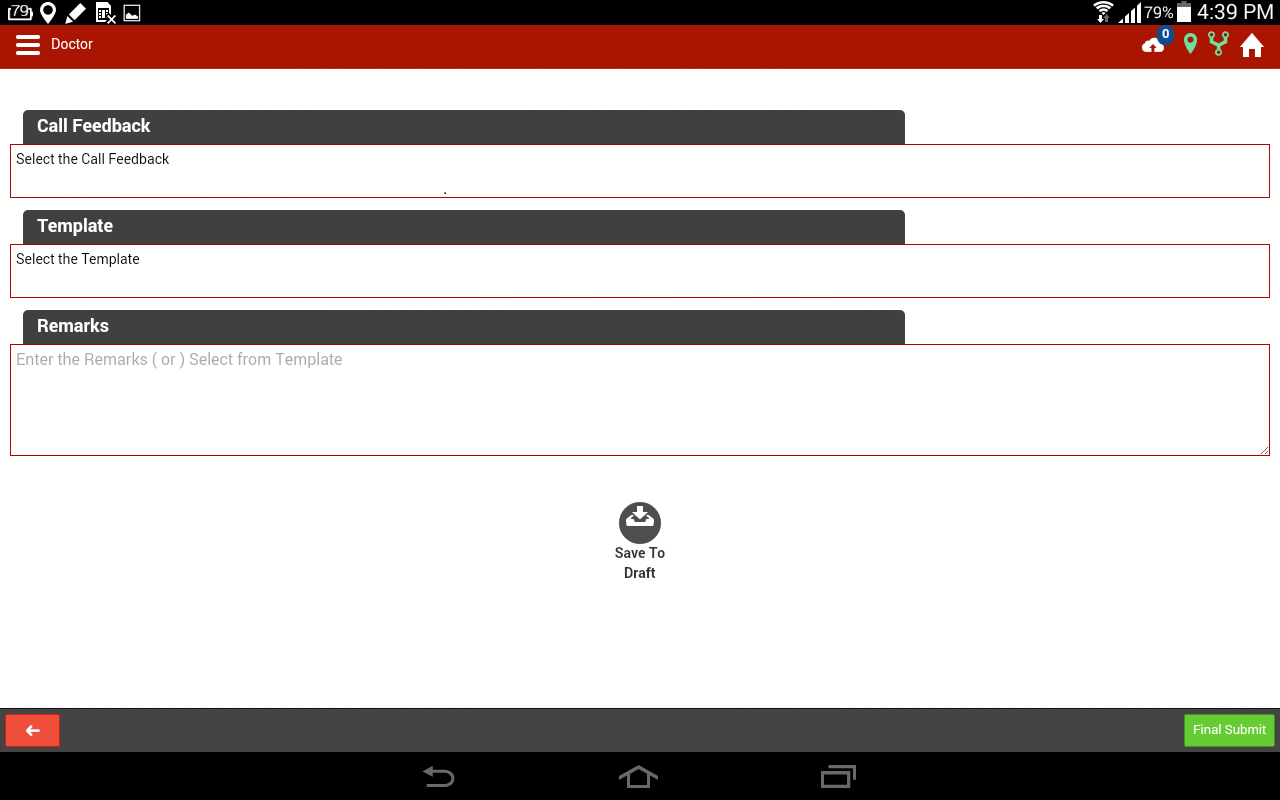 79
79%
4:39 PM
Doctor
0
Call Feedback
Select the Call Feedback
.
Template
Select the Template
Remarks
Enter the Remarks ( or ) Select from Template
Save To
Draft
Final Submit